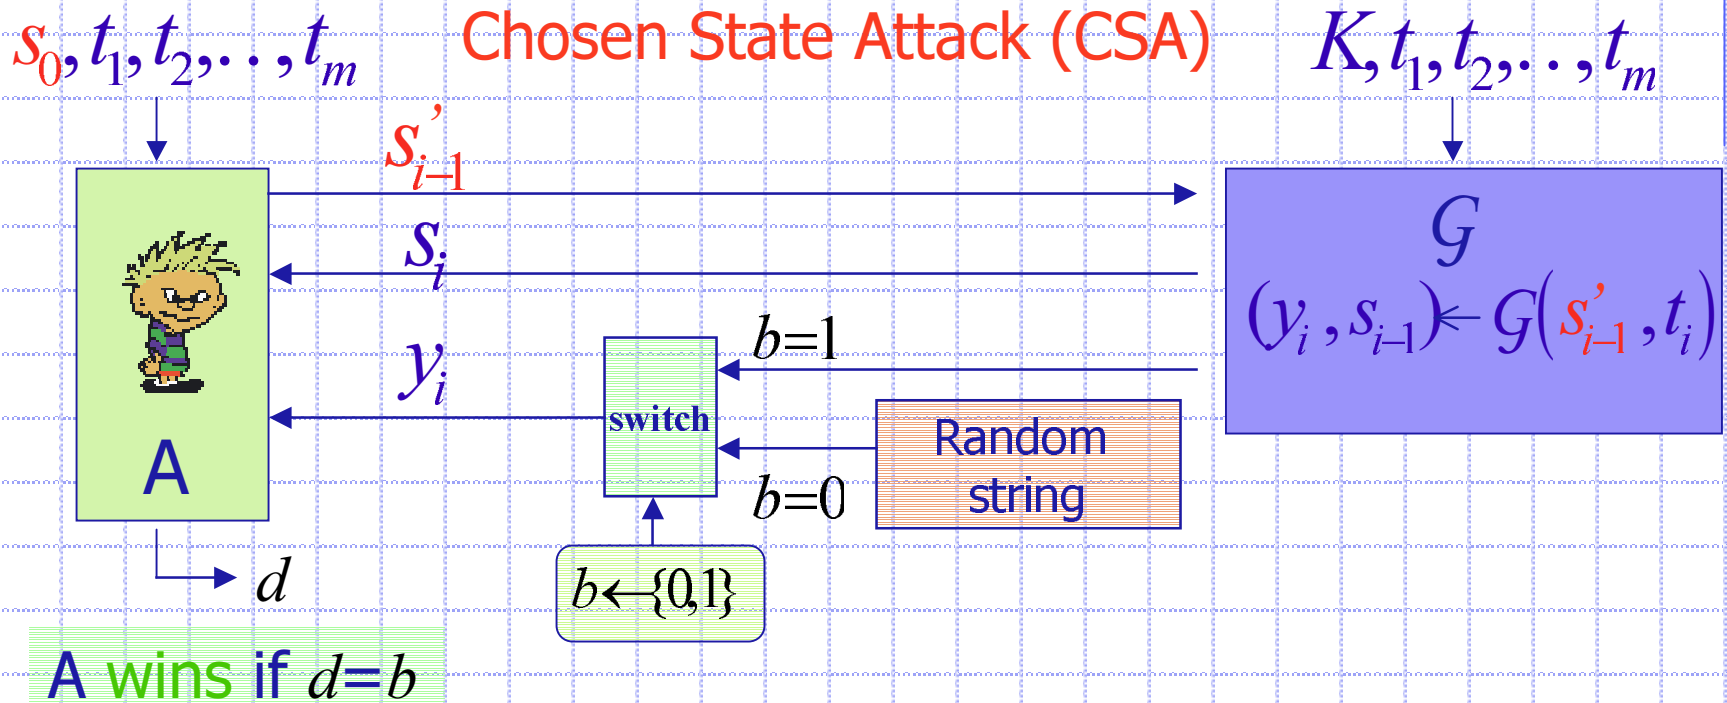 Chosen State Attack (CSA)
s₀, t₁, t₂, . . , tₘ
K, t₁, t₂, . . , tₘ
s'ᵢ₋₁
sᵢ
yᵢ
𝒢
(yᵢ , sᵢ₋₁) ← 𝒢(s'ᵢ₋₁ , tᵢ)
b=1
switch
b=0
Random
string
A
d
b←{0,1}
A wins if d=b